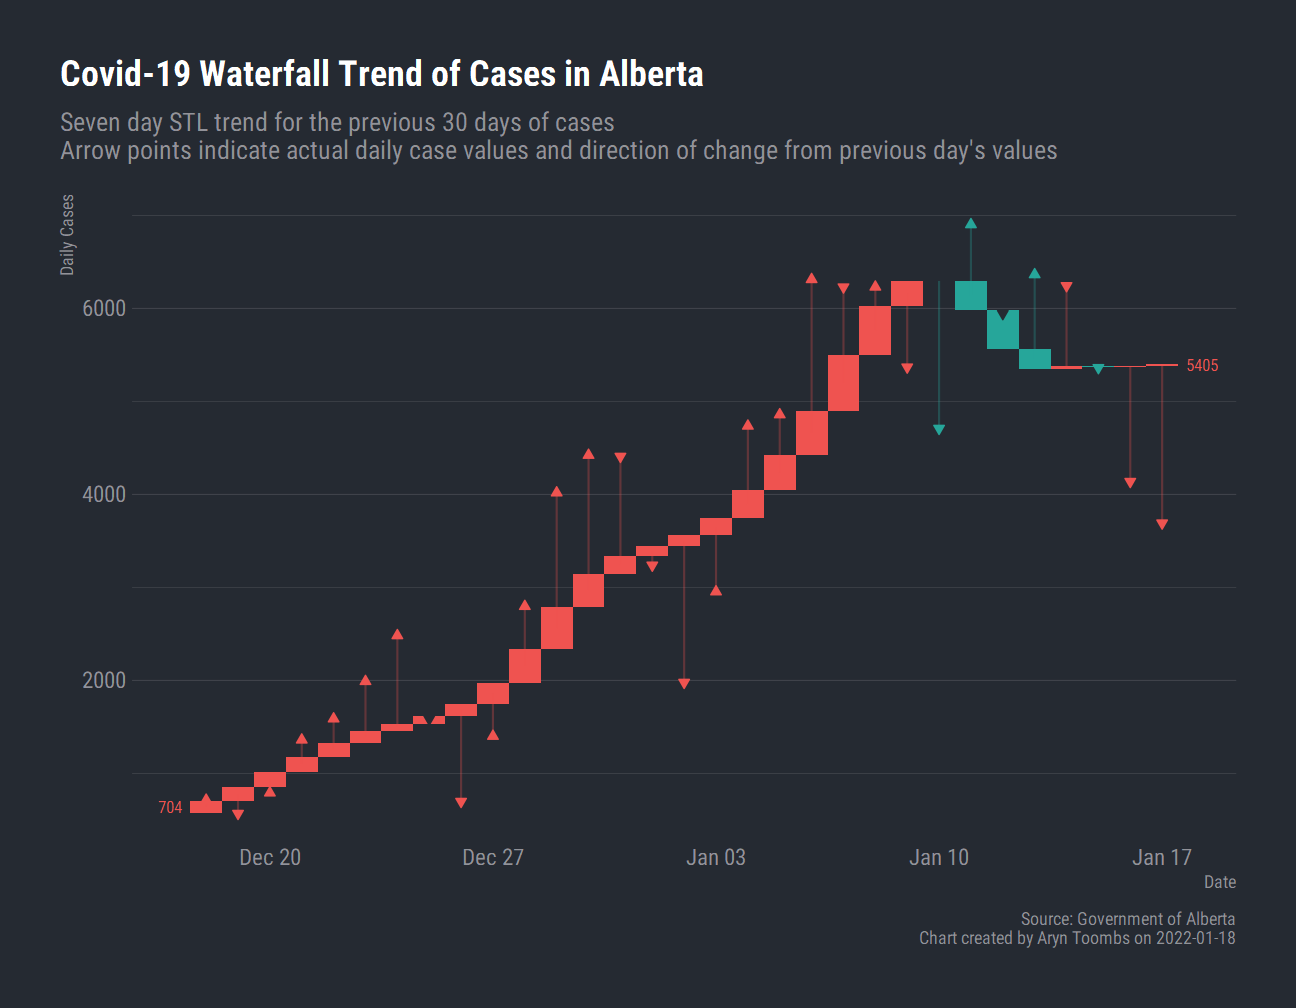 Covid-19 Waterfall Trend of Cases in Alberta
Seven day STL trend for the previous 30 days of cases
Arrow points indicate actual daily case values and direction of change from previous day's values
Daily Cases
6000
4000
2000
704
5405
Dec 20
Dec 27
Jan 03
Jan 10
Jan 17
Date
Source: Government of Alberta
Chart created by Aryn Toombs on 2022-01-18